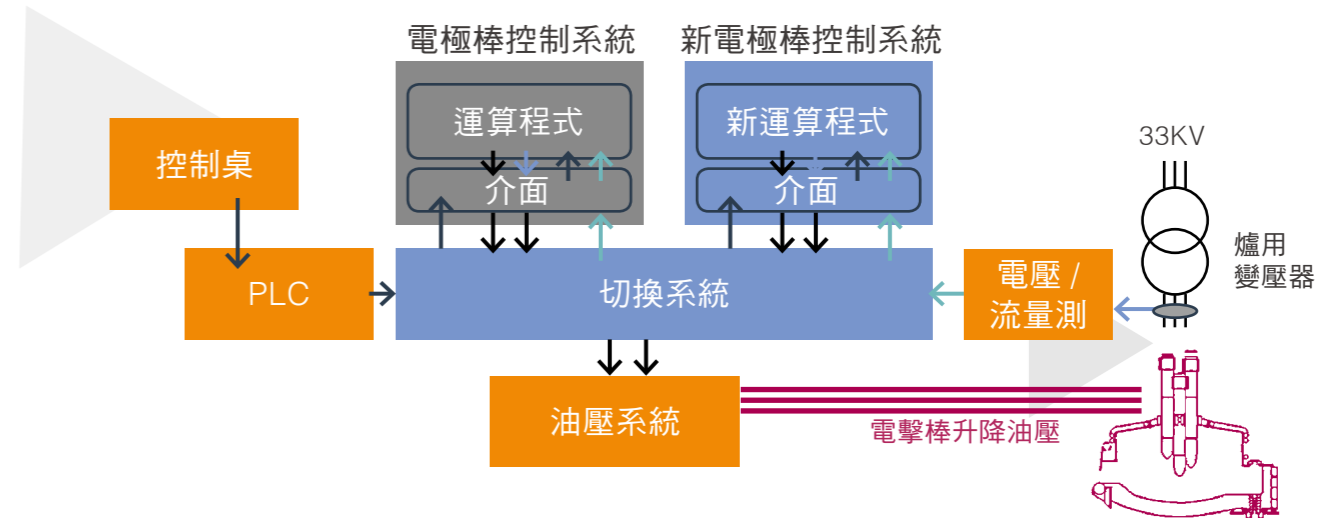 電極棒控制系統
新電極棒控制系統
運算程式
新運算程式
33KV
控制桌
介面
介面
爐用
變壓器
PLC
切換系統
電壓 /
流量測
油壓系統
電擊棒升降油壓